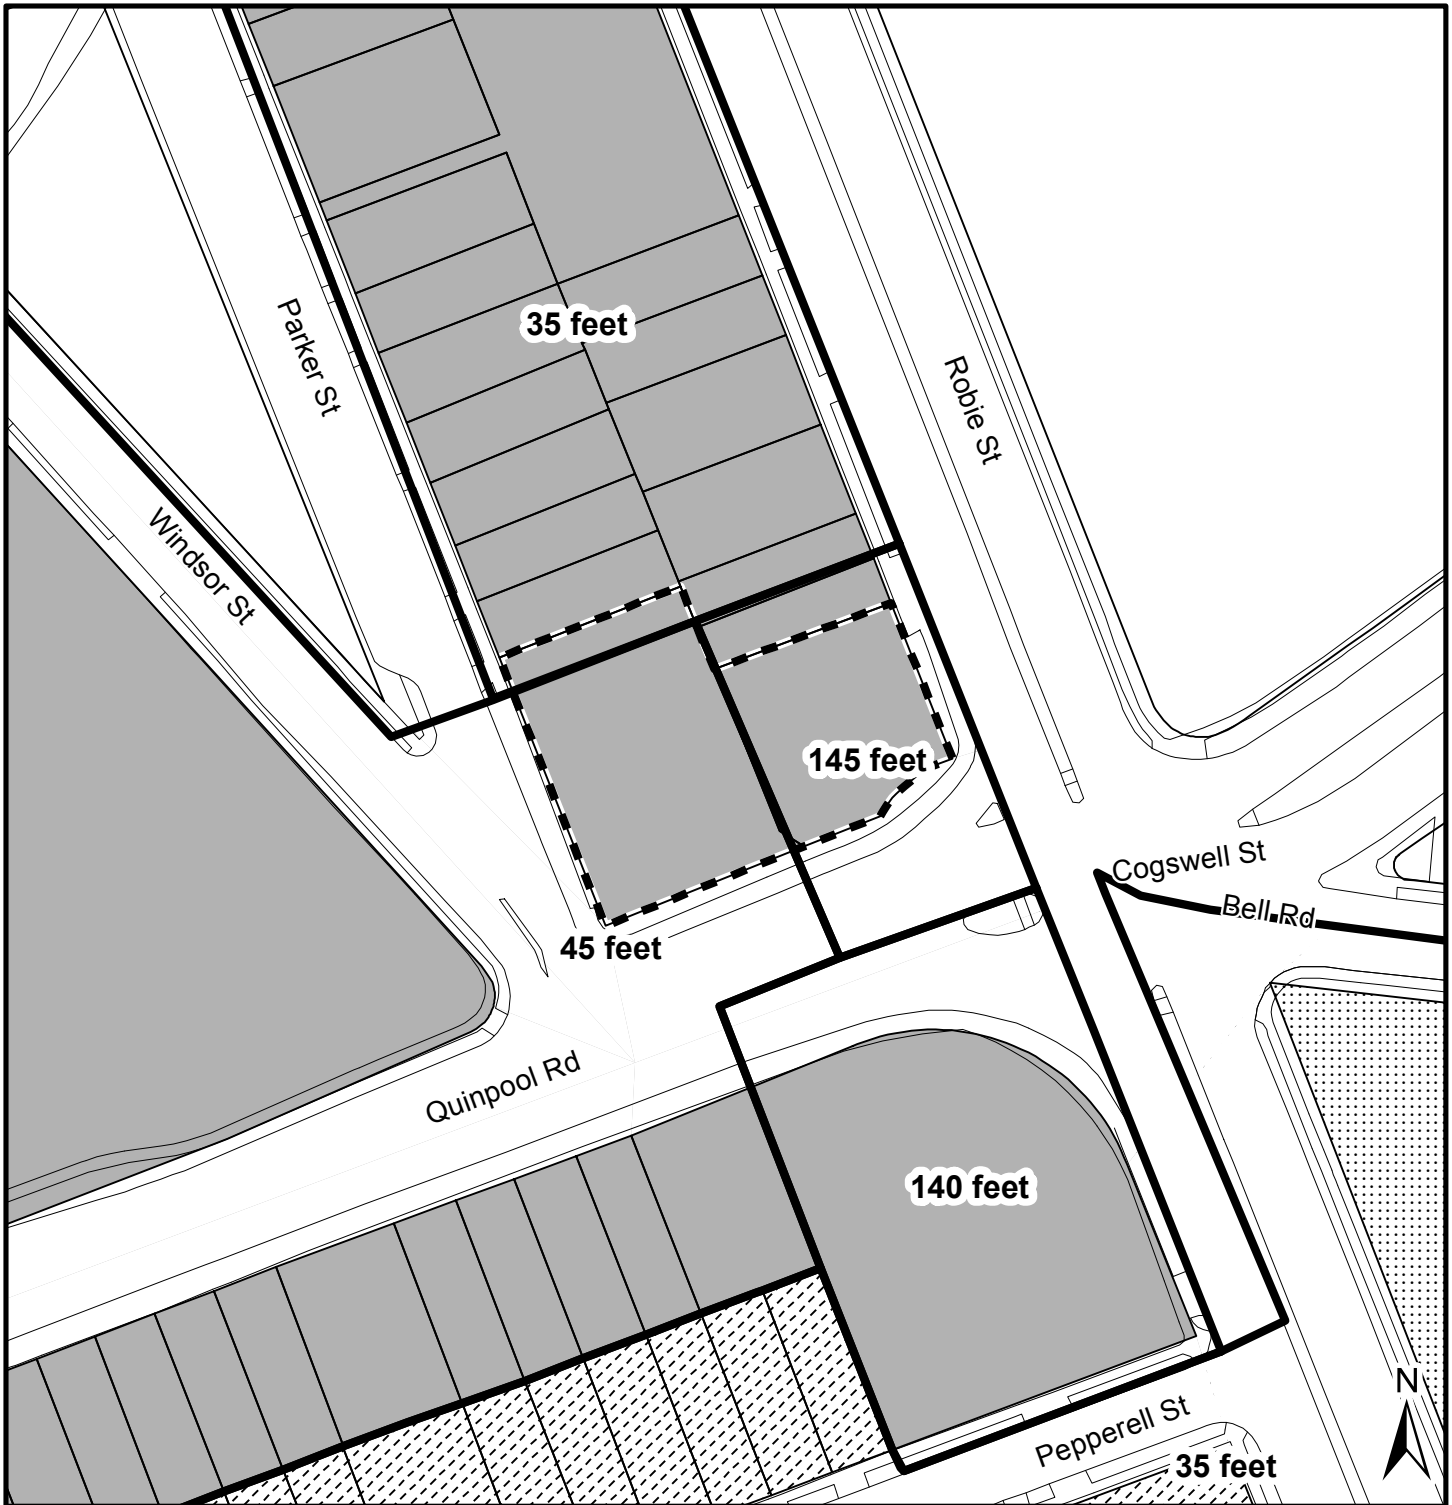 35 feet
Parker St
Robie St
Windsor St
145 feet
Cogswell St
Bell Rd
45 feet
Quinpool Rd
140 feet
N
Pepperell St
35 feet